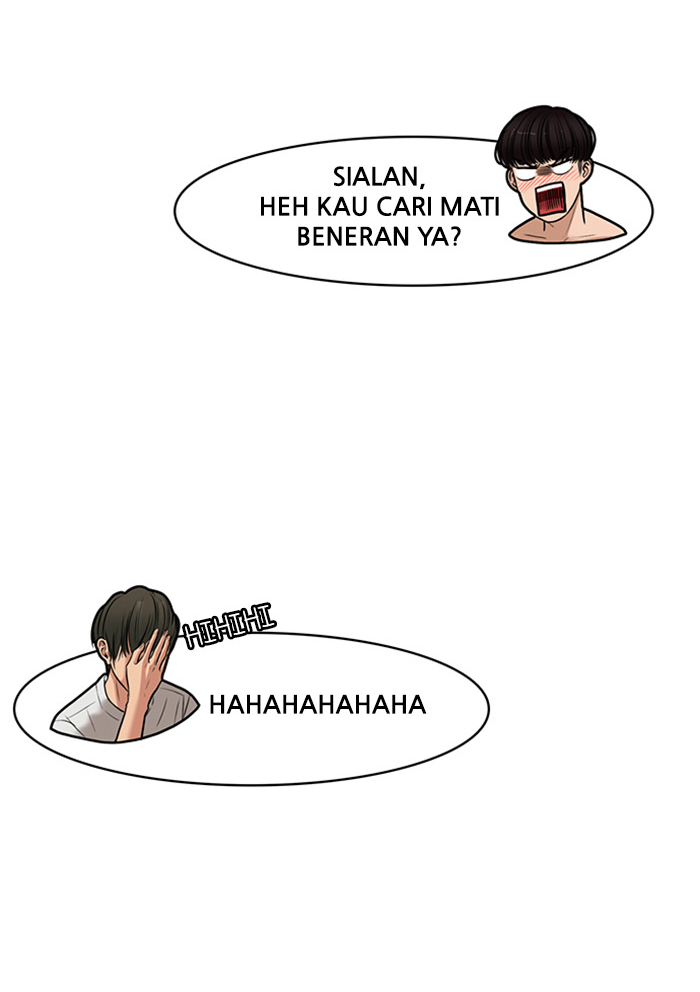 SIALAN,
HEH KAU CARI MATI
BENERAN YA?
HIHIHI
HAHAHAHAHAHA